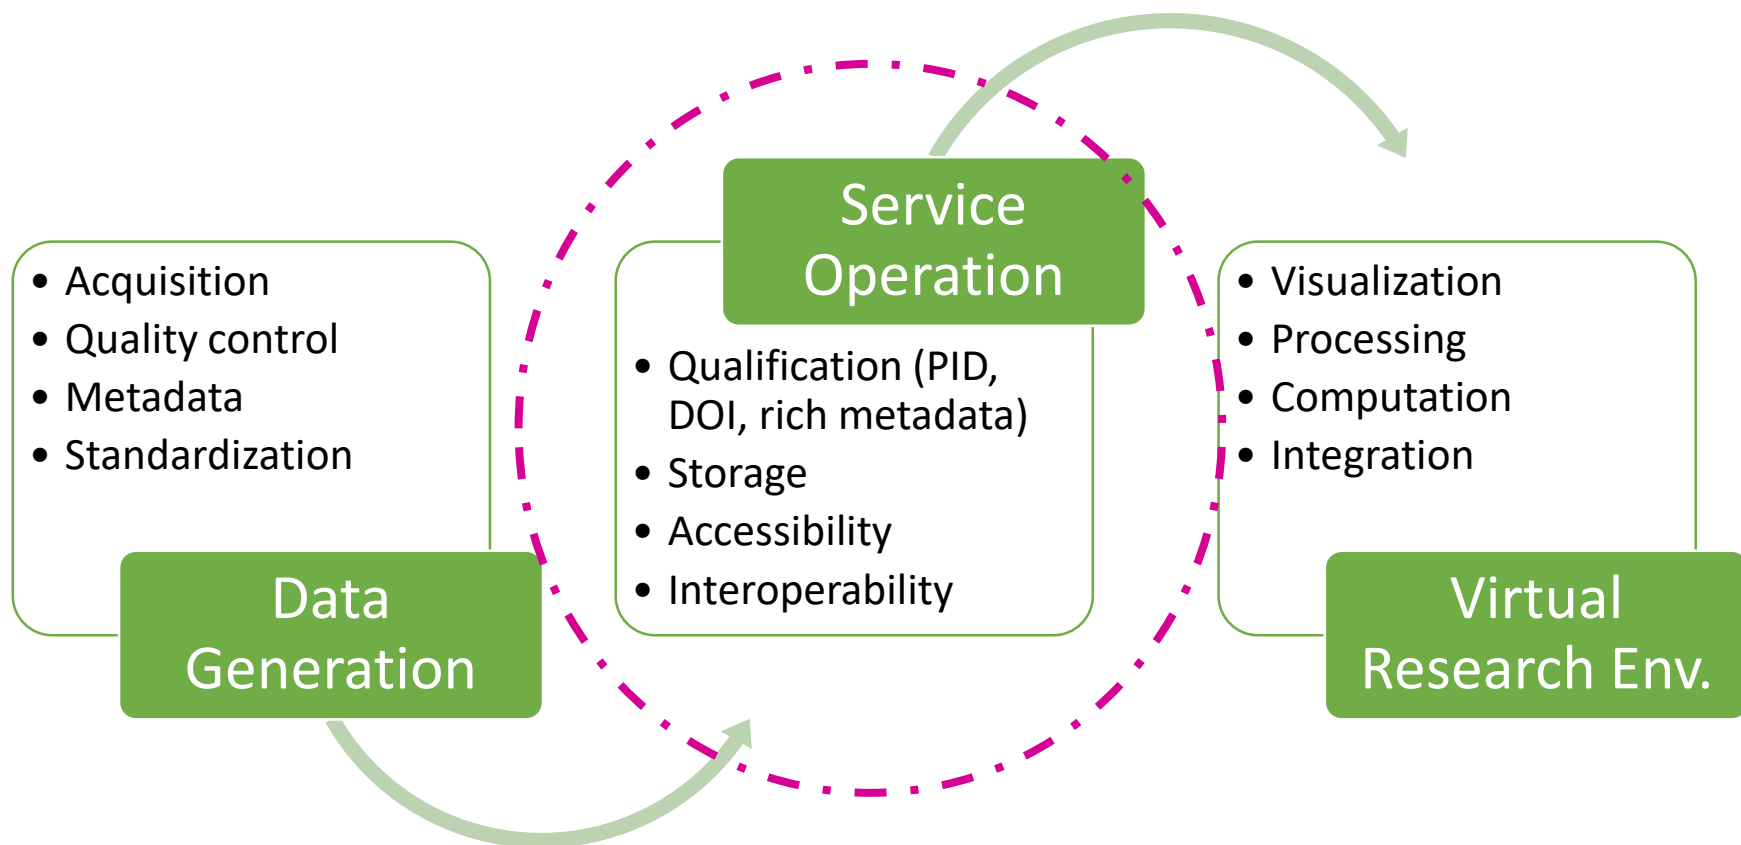 • Acquisition
• Quality control
• Metadata
• Standardization
Data
Generation
Service
Operation
• Qualification (PID,
DOI, rich metadata)
• Storage
• Accessibility
• Interoperability
• Visualization
• Processing
• Computation
• Integration
Virtual
Research Env.